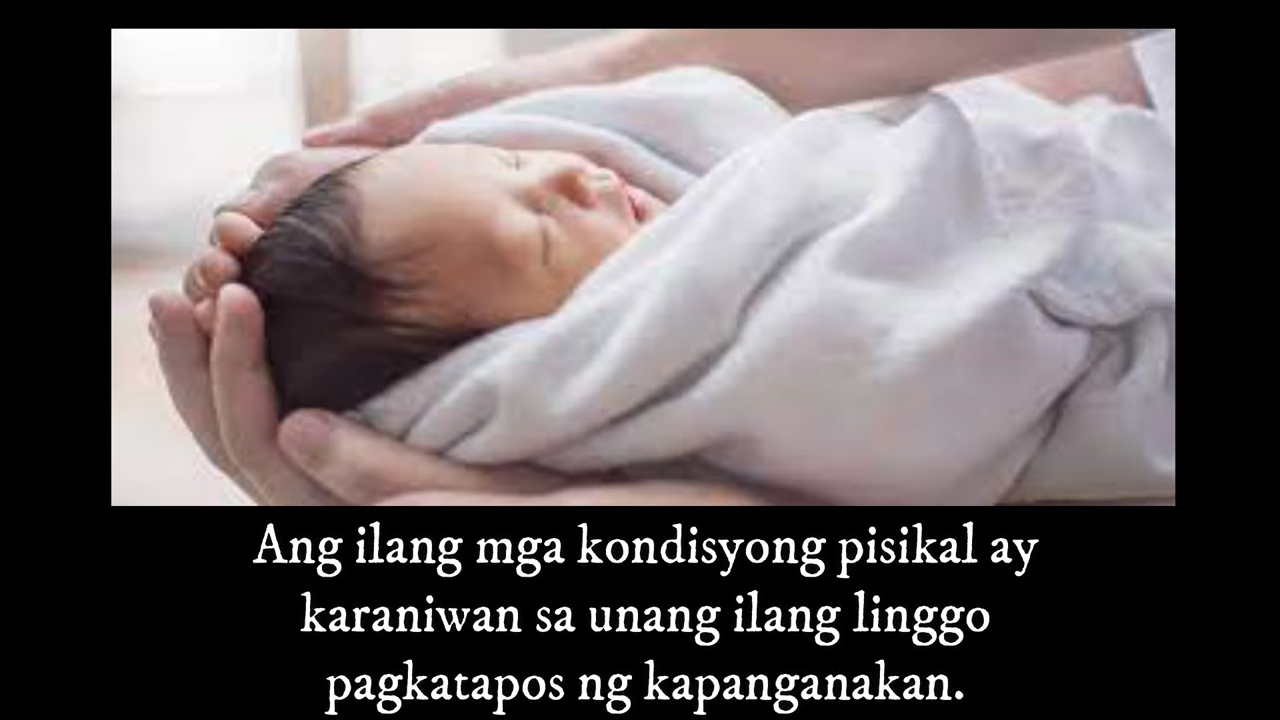 Ang ilang mga kondisyong pisikal ay
karaniwan sa unang ilang linggo
pagkatapos ng kapanganakan.